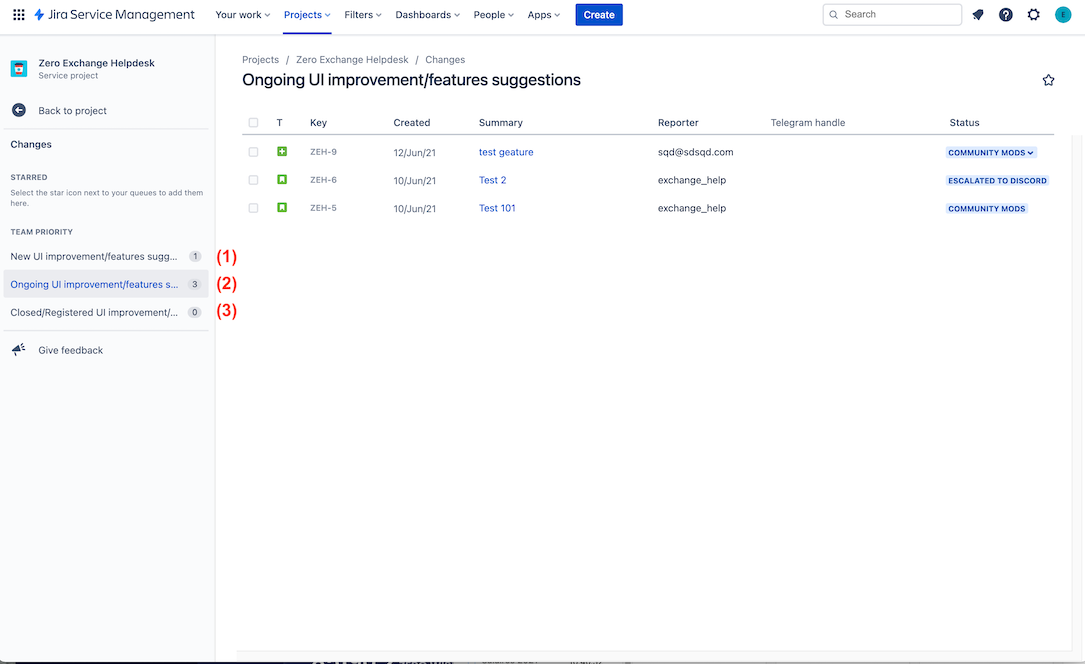 Jira Service Management Your work Projects Filters Dashboards People Apps Create Search E
Zero Exchange Helpdesk
Service project
Back to project
Changes
STARRED
Select the star icon next to your queues to add them
here.
TEAM PRIORITY
New UI improvement/features sugg... 1 (1)
Ongoing UI improvement/features s... 3 (2)
Closed/Registered UI improvement/... 0 (3)
Give feedback
Projects / Zero Exchange Helpdesk / Changes
Ongoing UI improvement/features suggestions
T Key Created Summary Reporter Telegram handle Status
ZEH-9 12/Jun/21 test geature sqd@sdsqd.com COMMUNITY MODS
ZEH-6 10/Jun/21 Test 2 exchange_help ESCALATED TO DISCORD
ZEH-5 10/Jun/21 Test 101 exchange_help COMMUNITY MODS